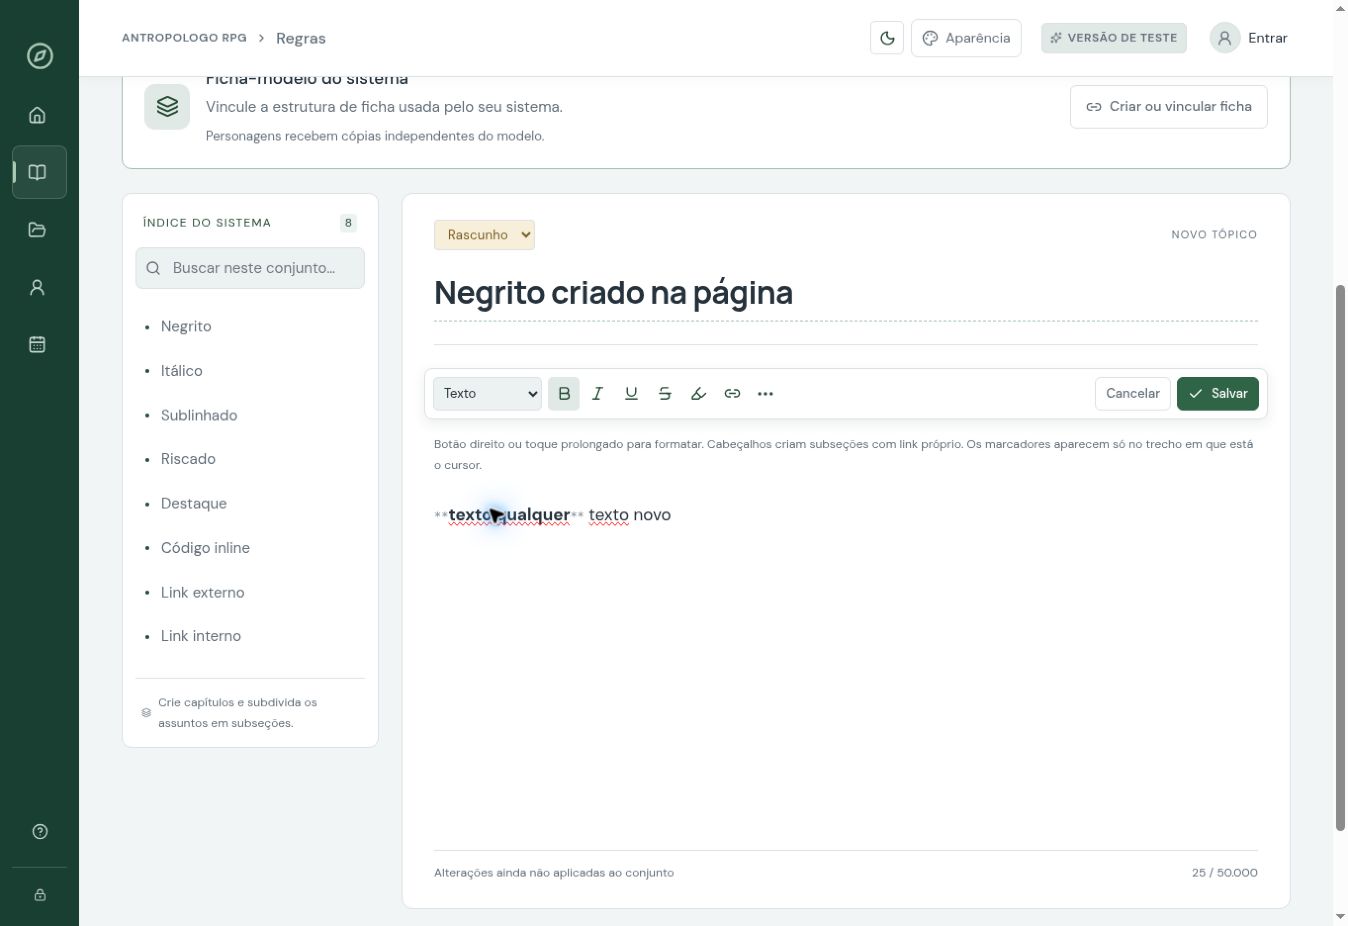 ANTROPOLOGO RPG > Regras
Aparência
VERSÃO DE TESTE
Entrar
Ficha-modelo do sistema
Vincule a estrutura de ficha usada pelo seu sistema.
Personagens recebem cópias independentes do modelo.
Criar ou vincular ficha
ÍNDICE DO SISTEMA 8
Buscar neste conjunto...
• Negrito
• Itálico
• Sublinhado
• Riscado
• Destaque
• Código inline
• Link externo
• Link interno
Crie capítulos e subdivida os
assuntos em subseções.
Rascunho
NOVO TÓPICO
Negrito criado na página
Texto B I U S
Cancelar
Salvar
Botão direito ou toque prolongado para formatar. Cabeçalhos criam subseções com link próprio. Os marcadores aparecem só no trecho em que está
o cursor.
**texto qualquer** texto novo
Alterações ainda não aplicadas ao conjunto
25 / 50.000